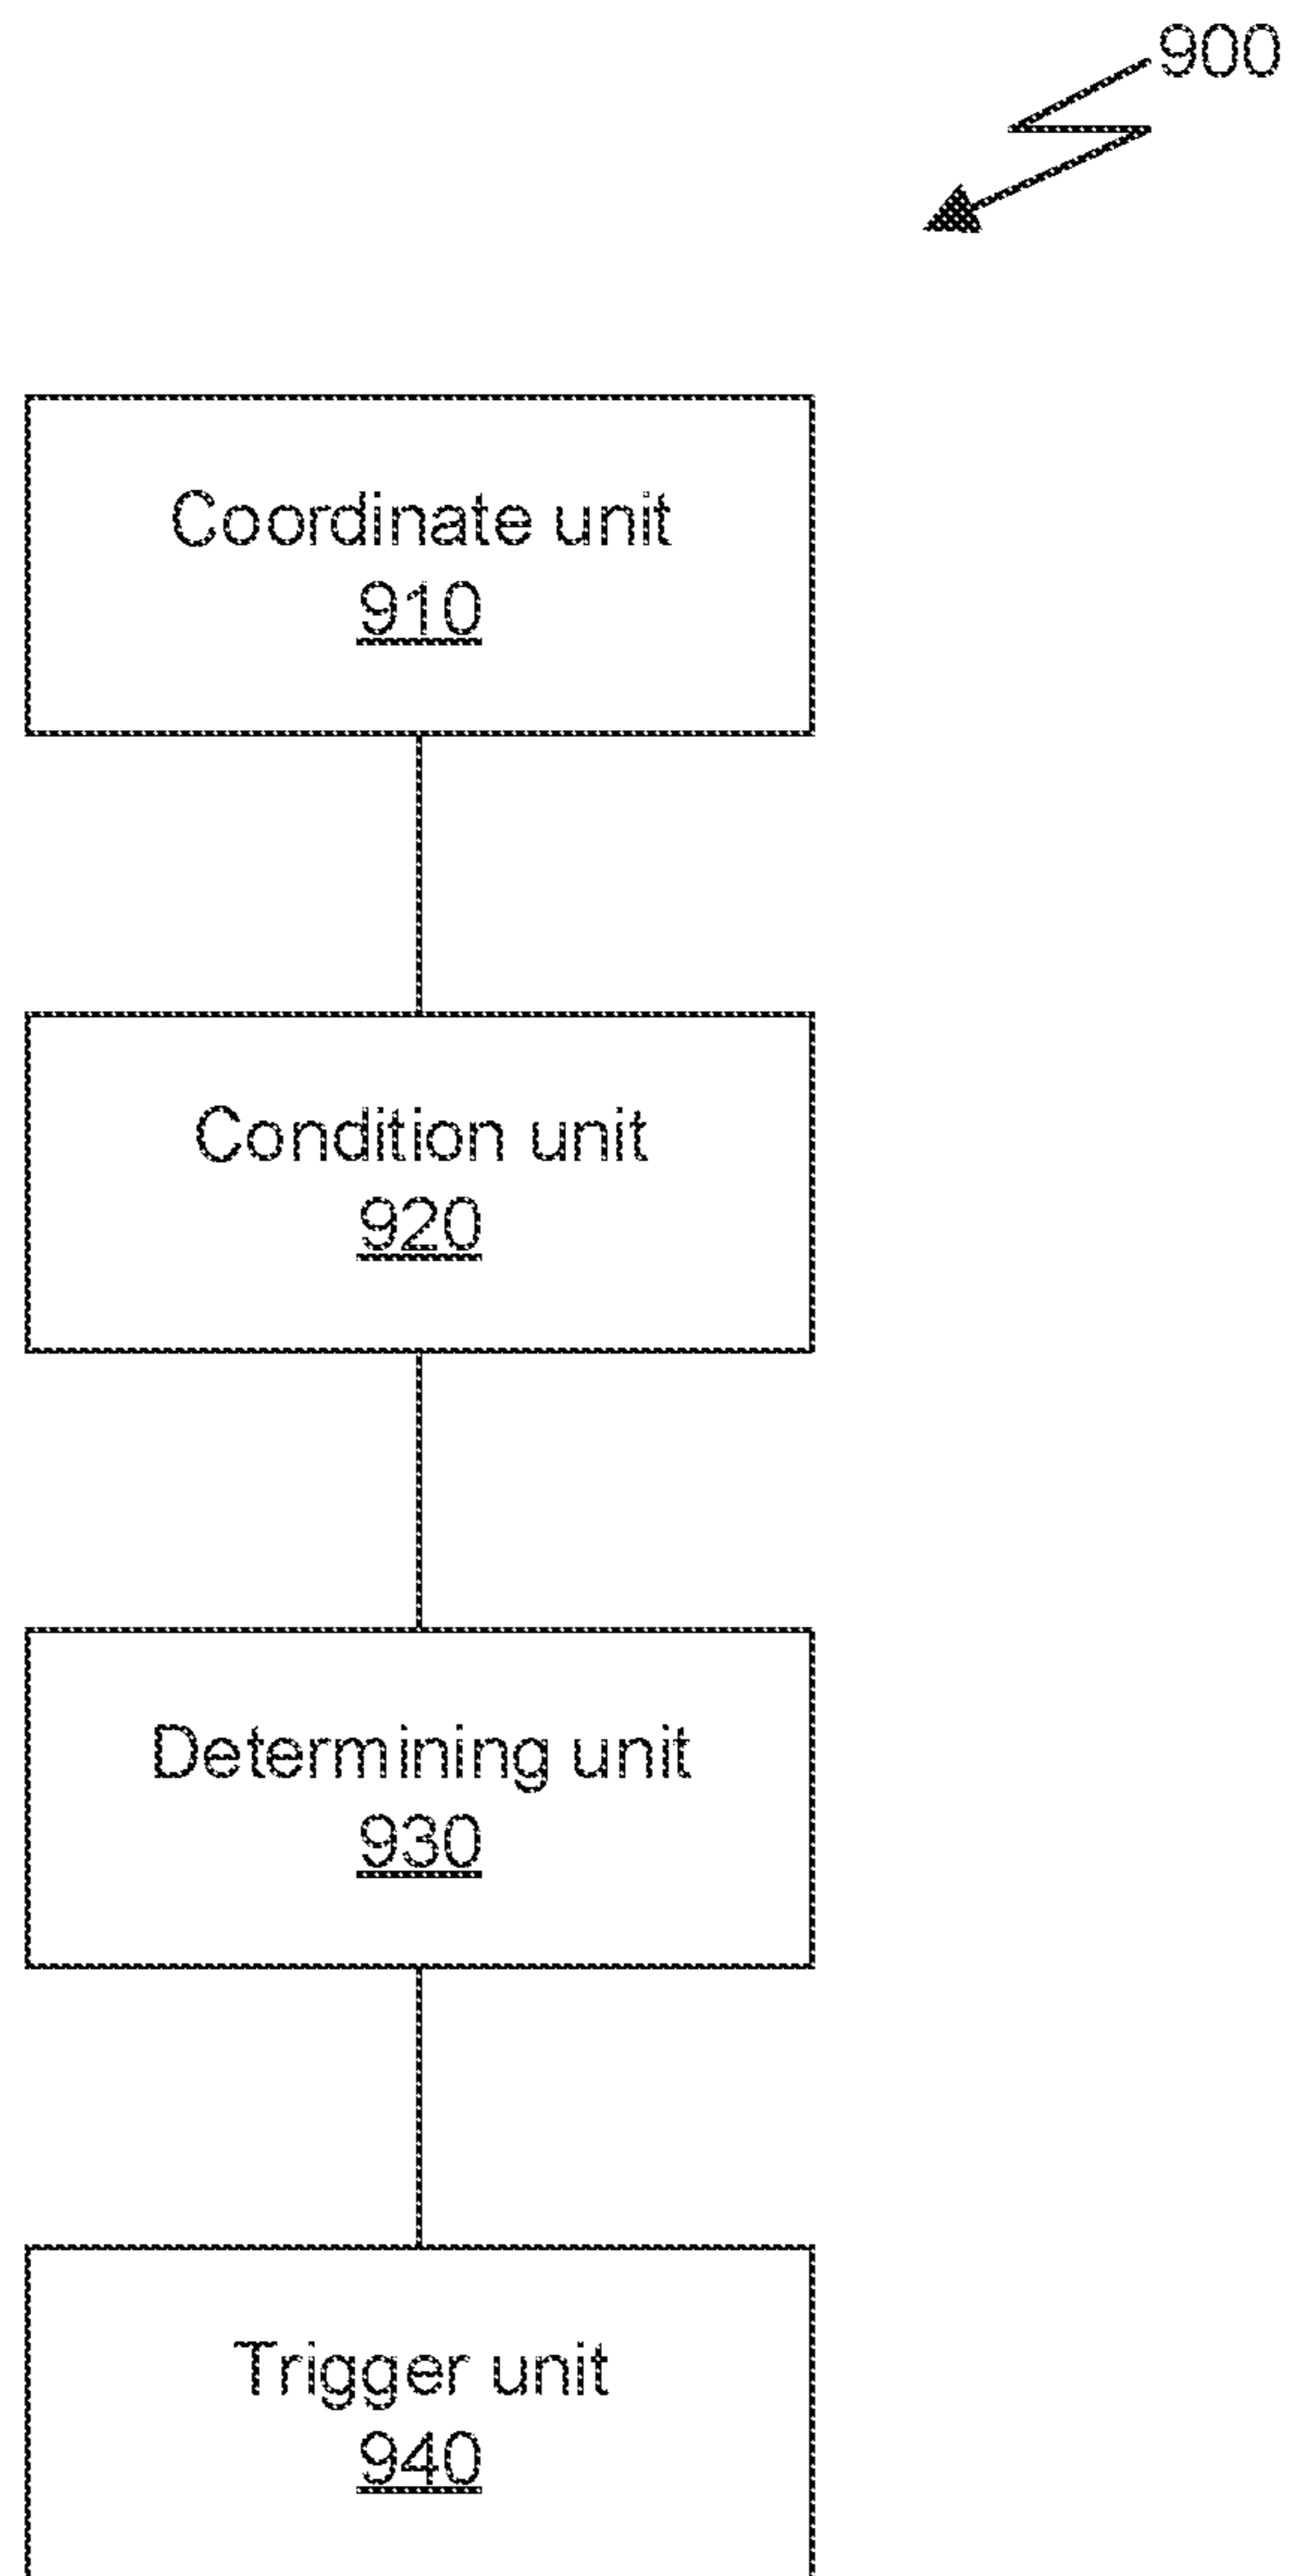 900
Coordinate unit
910
Condition unit
920
Determining unit
930
Trigger unit
940